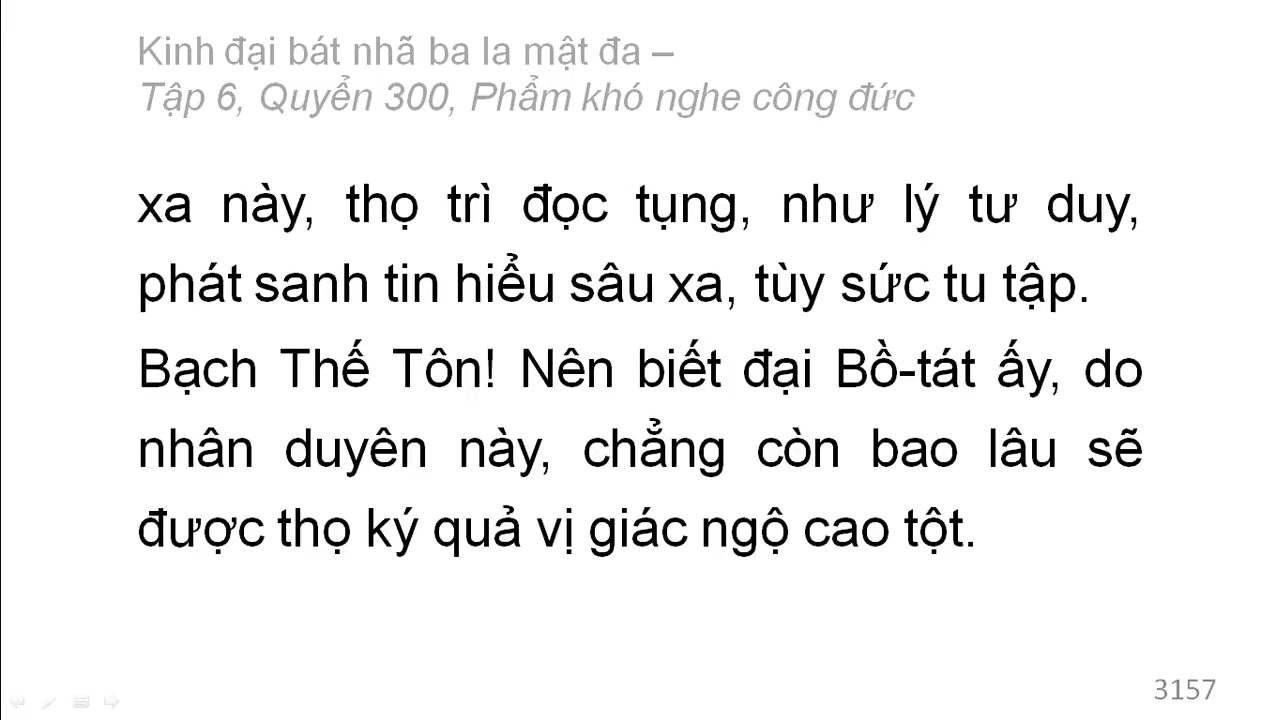 Kinh đại bát nhã ba la mật đa –
Tập 6, Quyển 300, Phẩm khó nghe công đức
xa này, thọ trì đọc tụng, như lý tư duy,
phát sanh tin hiểu sâu xa, tùy sức tu tập.
Bạch Thế Tôn! Nên biết đại Bồ-tát ấy, do
nhân duyên này, chẳng còn bao lâu sẽ
được thọ ký quả vị giác ngộ cao tột.
3157